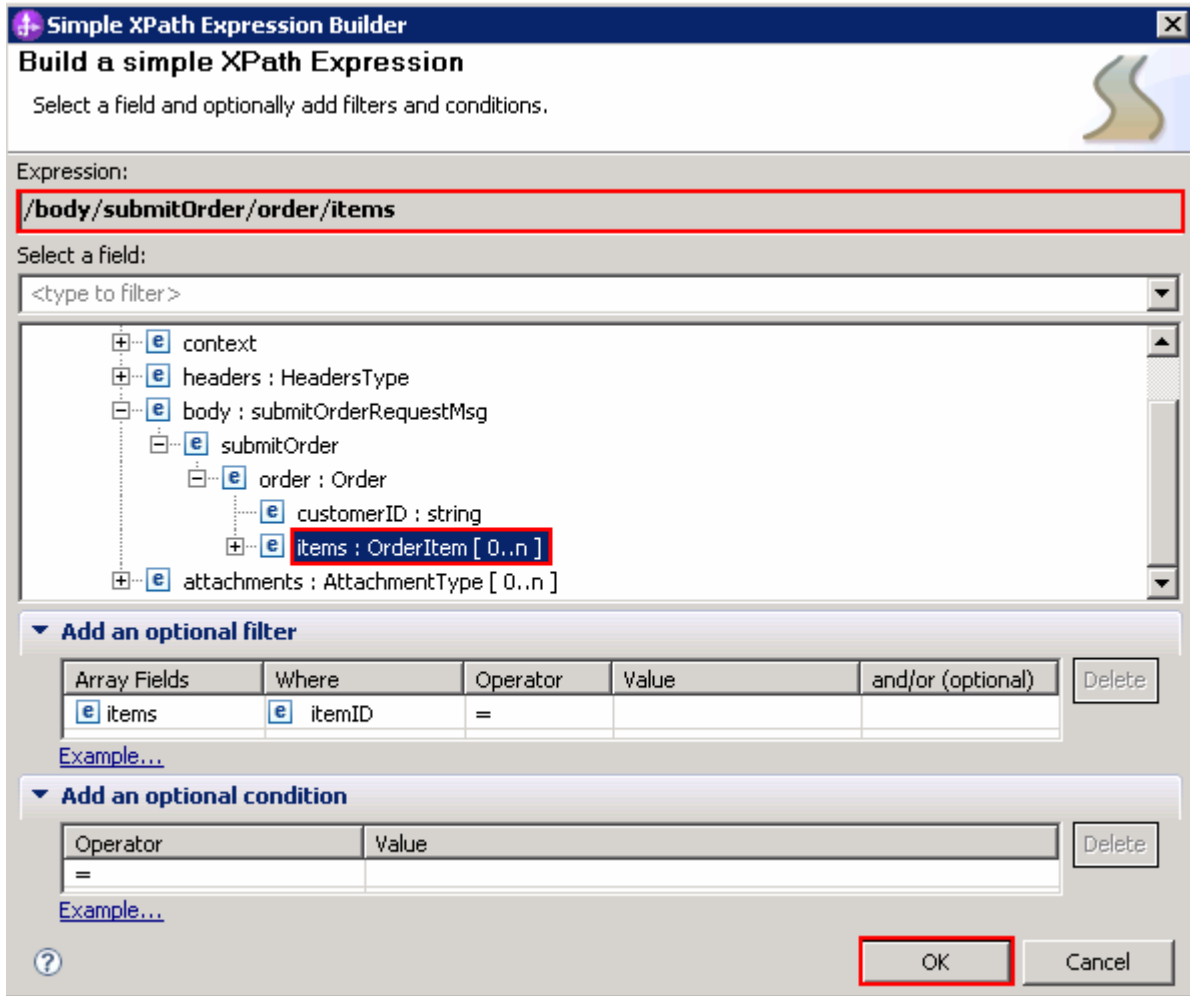 Simple XPath Expression Builder
Build a simple XPath Expression
Select a field and optionally add filters and conditions.
Expression:
/body/submitOrder/order/items
Select a field:
<type to filter>
e context
e headers : HeadersType
e body : submitOrderRequestMsg
e submitOrder
e order : Order
e customerID : string
e items : OrderItem [ 0..n ]
e attachments : AttachmentType [ 0..n ]
Add an optional filter
Array Fields Where Operator Value and/or (optional) Delete
e items e itemID =
Example...
Add an optional condition
Operator Value Delete
=
Example...
? OK Cancel